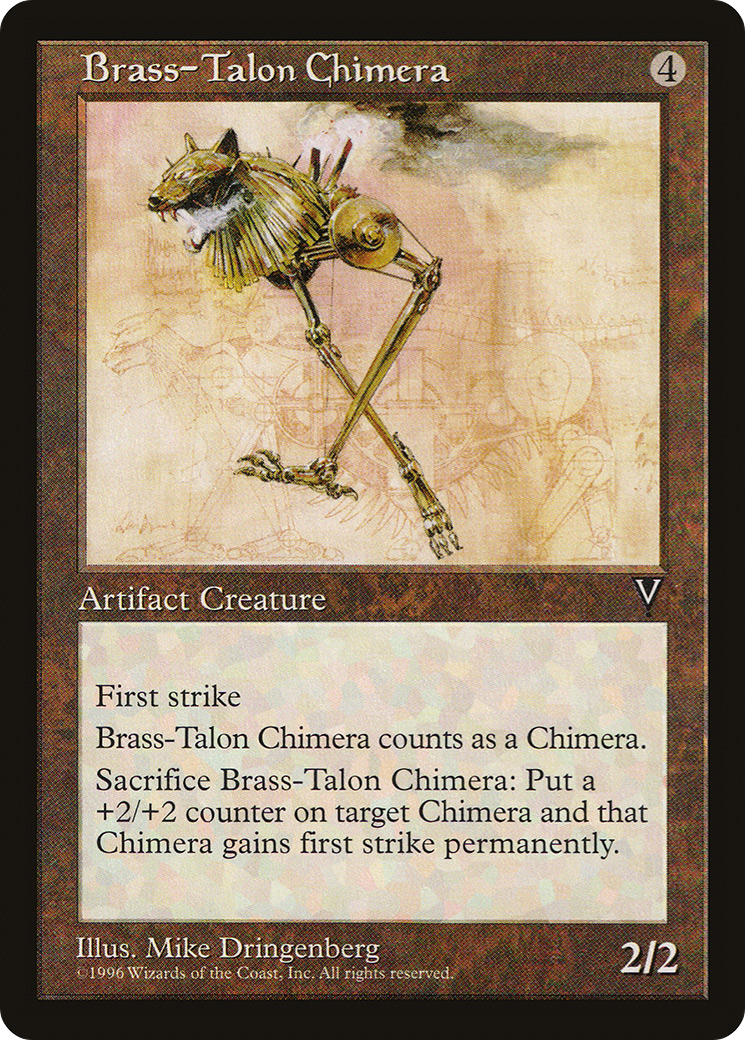 Brass-Talon Chimera
4
Artifact Creature
V
First strike
Brass-Talon Chimera counts as a Chimera.
Sacrifice Brass-Talon Chimera: Put a
+2/+2 counter on target Chimera and that
Chimera gains first strike permanently.
Illus. Mike Dringenberg
2/2
©1996 Wizards of the Coast, Inc. All rights reserved.